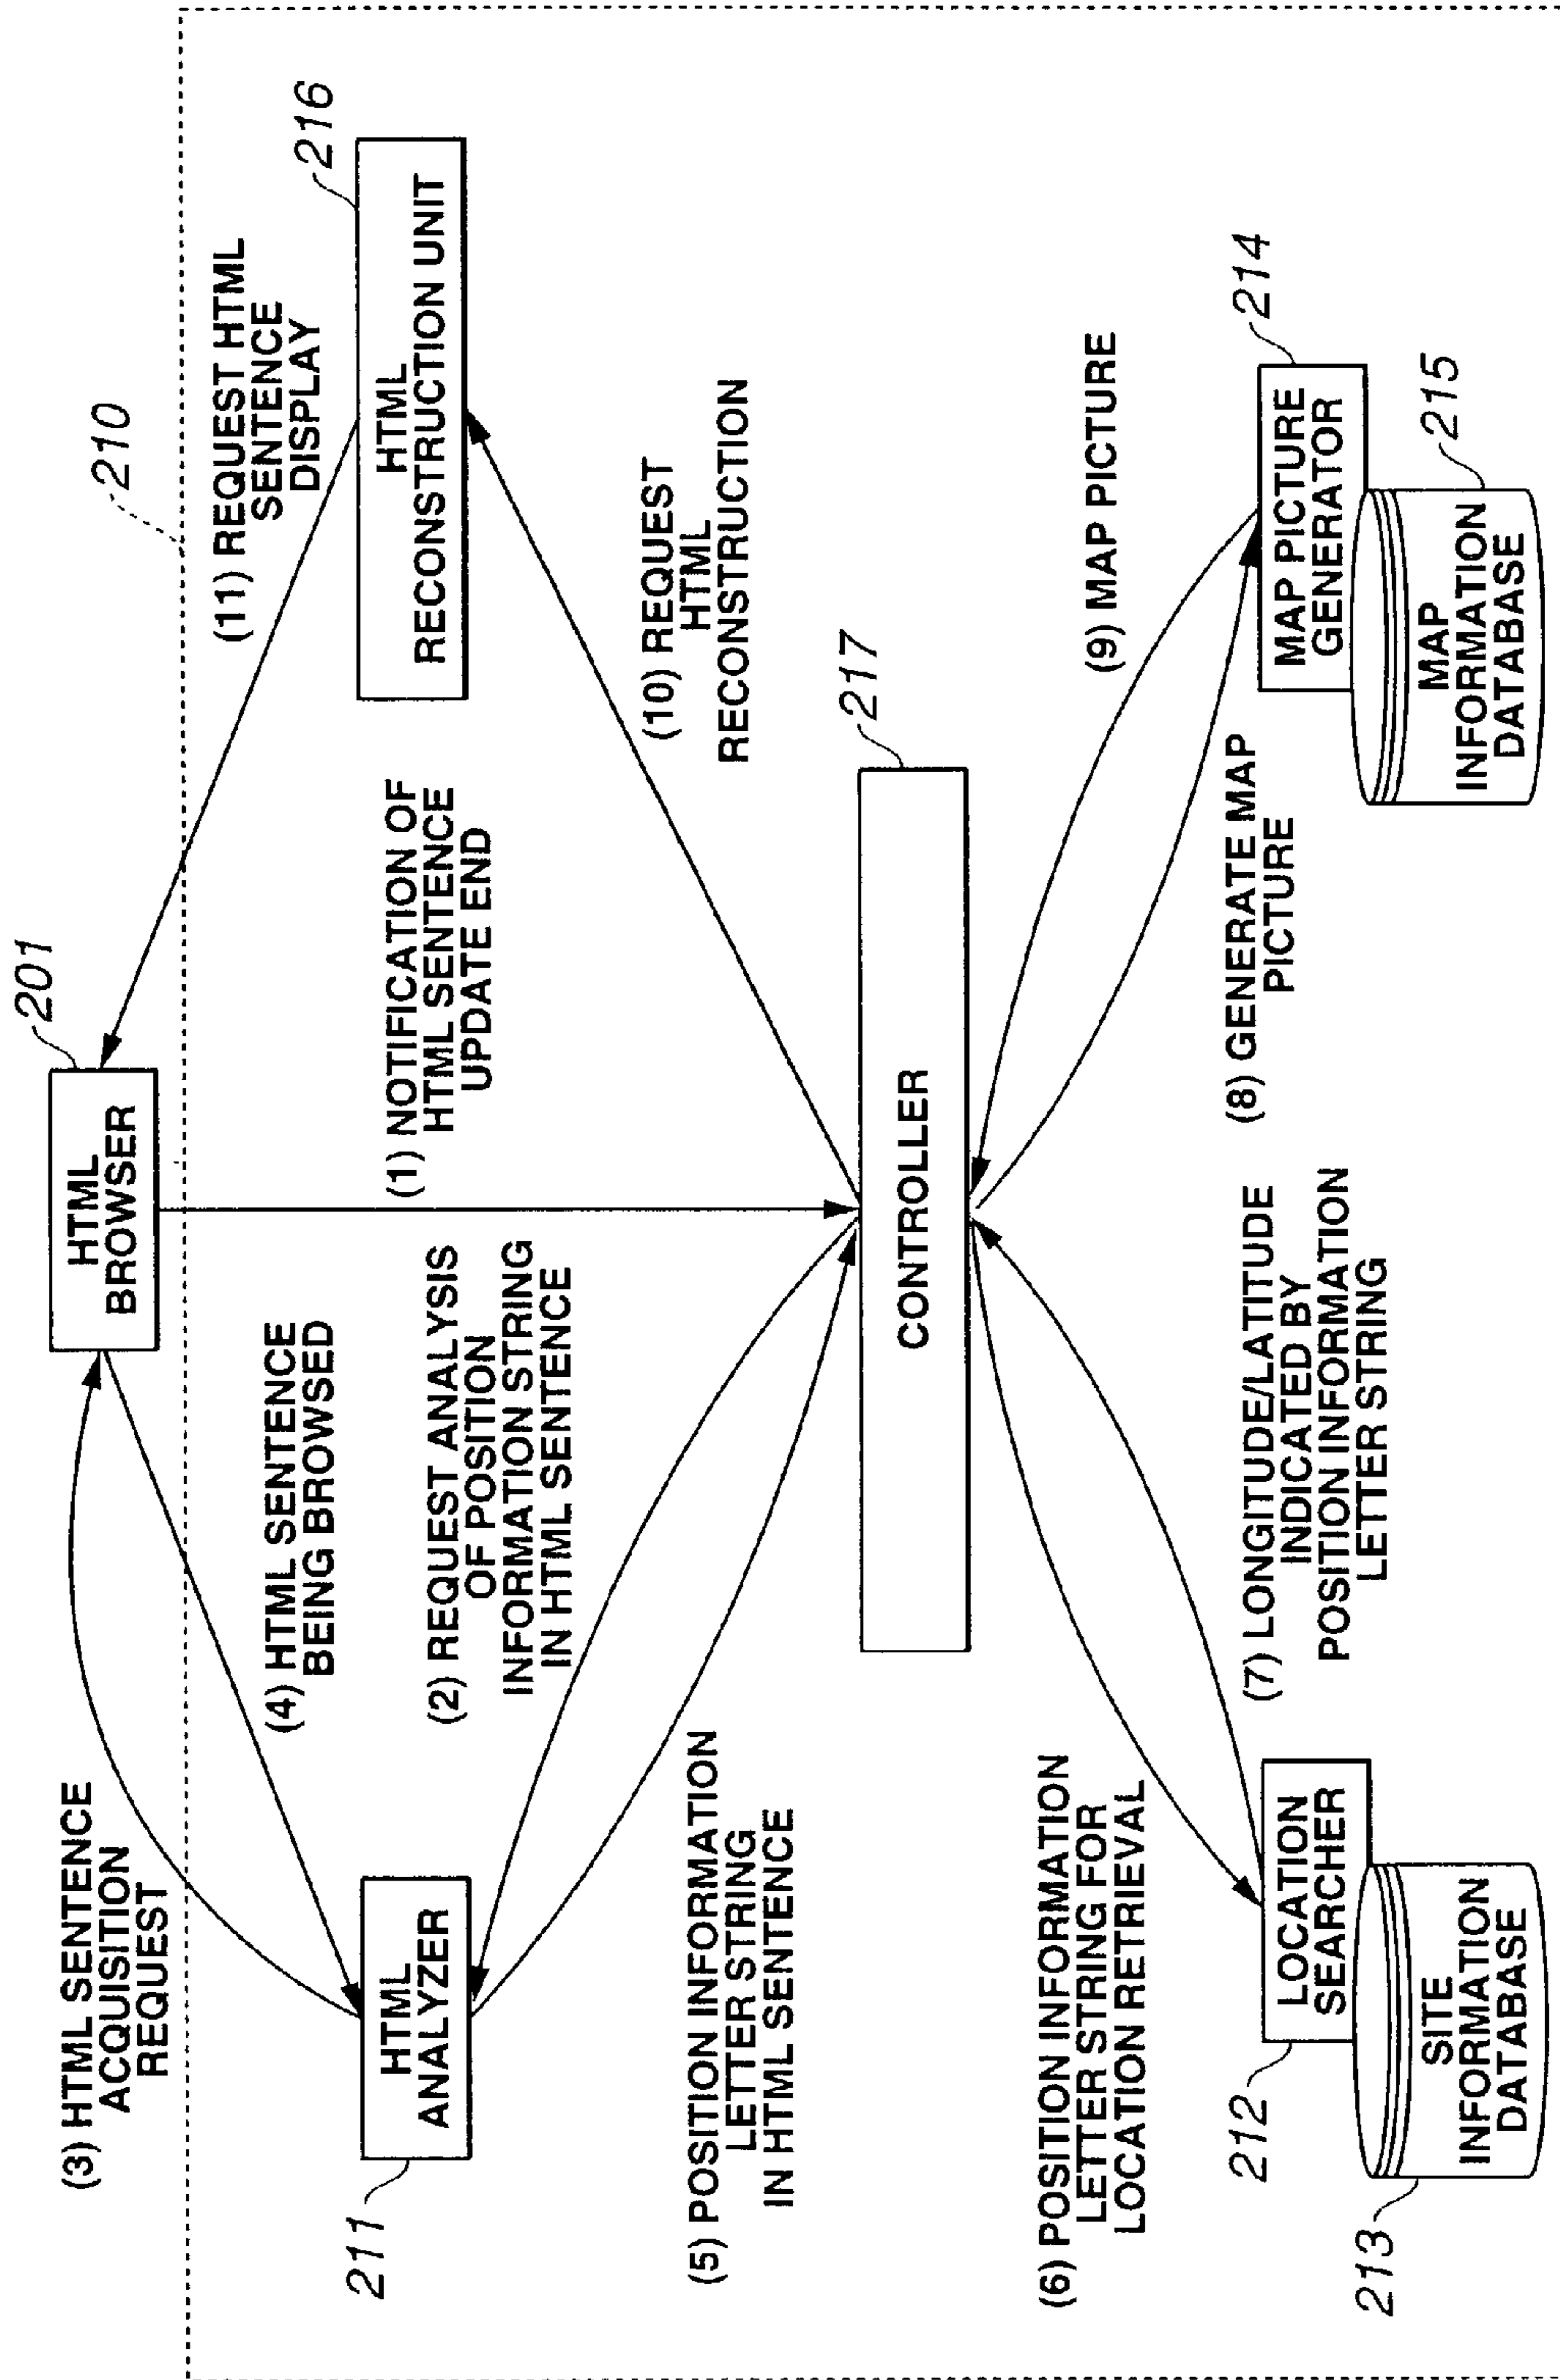 201
HTML
BROWSER
210
(3) HTML SENTENCE
ACQUISITION
REQUEST
(4) HTML SENTENCE
BEING BROWSED
(11) REQUEST HTML
SENTENCE
DISPLAY
216
211
HTML
ANALYZER
(2) REQUEST ANALYSIS
OF POSITION
INFORMATION STRING
IN HTML SENTENCE
(1) NOTIFICATION OF
HTML SENTENCE
UPDATE END
HTML
RECONSTRUCTION UNIT
(5) POSITION INFORMATION
LETTER STRING
IN HTML SENTENCE
(10) REQUEST
HTML
RECONSTRUCTION
217
CONTROLLER
(6) POSITION INFORMATION
LETTER STRING FOR
LOCATION RETRIEVAL
(9) MAP PICTURE
(7) LONGITUDE/LATITUDE
INDICATED BY
POSITION INFORMATION
LETTER STRING
(8) GENERATE MAP
PICTURE
212
LOCATION
SEARCHER
214
MAP PICTURE
GENERATOR
213
SITE
INFORMATION
DATABASE
215
MAP
INFORMATION
DATABASE